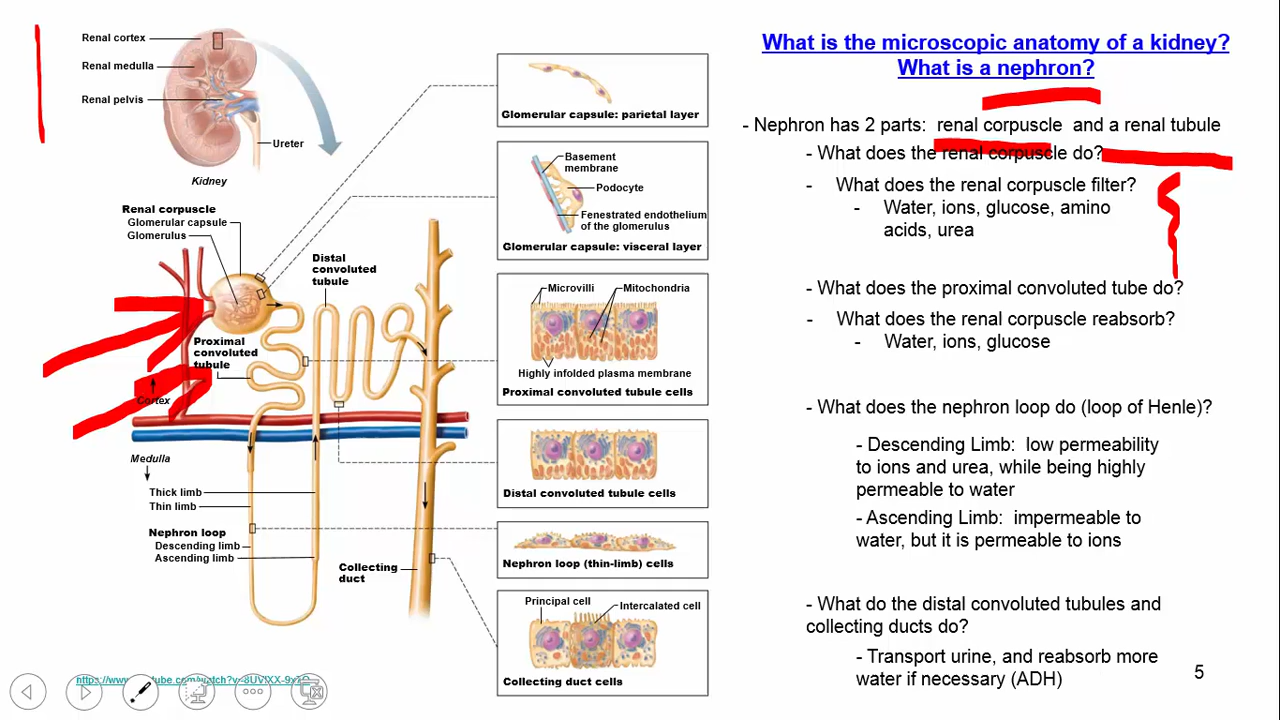 Renal cortex
Renal medulla
Renal pelvis
Ureter
Kidney
Renal corpuscle
Glomerular capsule
Glomerulus
Distal
convoluted
tubule
Proximal
convoluted
tubule
Cortex
Medulla
Thick limb
Thin limb
Nephron loop
Descending limb
Ascending limb
Collecting
duct
Glomerular capsule: parietal layer
Basement
membrane
Podocyte
Fenestrated endothelium
of the glomerulus
Glomerular capsule: visceral layer
Microvilli
Mitochondria
Highly infolded plasma membrane
Proximal convoluted tubule cells
Distal convoluted tubule cells
Nephron loop (thin-limb) cells
Principal cell
Intercalated cell
Collecting duct cells
What is the microscopic anatomy of a kidney?
What is a nephron?
- Nephron has 2 parts: renal corpuscle and a renal tubule
- What does the renal corpuscle do?
- What does the renal corpuscle filter?
- Water, ions, glucose, amino
acids, urea
- What does the proximal convoluted tube do?
- What does the renal corpuscle reabsorb?
- Water, ions, glucose
- What does the nephron loop do (loop of Henle)?
- Descending Limb: low permeability
to ions and urea, while being highly
permeable to water
- Ascending Limb: impermeable to
water, but it is permeable to ions
- What do the distal convoluted tubules and
collecting ducts do?
- Transport urine, and reabsorb more
water if necessary (ADH)
5